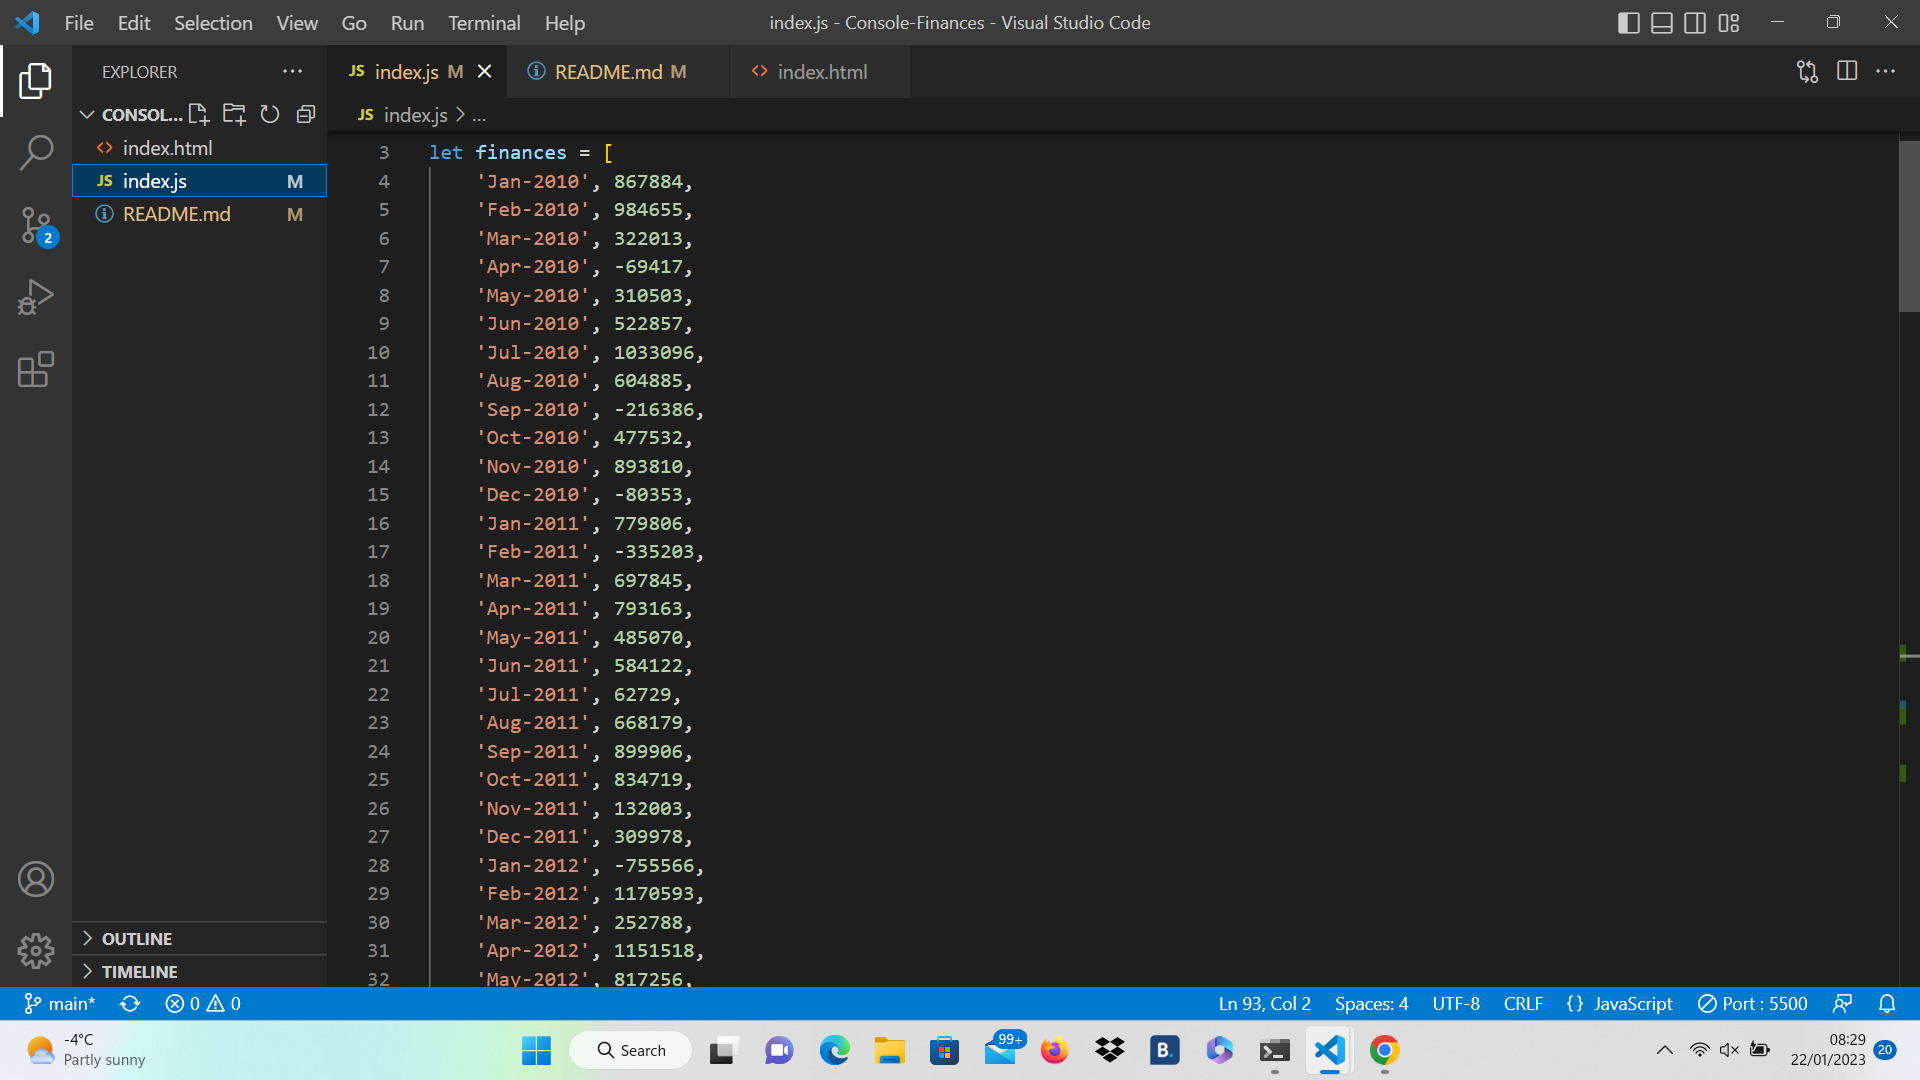 File Edit Selection View Go Run Terminal Help
index.js - Console-Finances - Visual Studio Code
EXPLORER
CONSOL...
index.html
JS index.js M
README.md M
JS index.js M
README.md M
index.html
JS index.js > ...
3 let finances = [
4 'Jan-2010', 867884,
5 'Feb-2010', 984655,
6 'Mar-2010', 322013,
7 'Apr-2010', -69417,
8 'May-2010', 310503,
9 'Jun-2010', 522857,
10 'Jul-2010', 1033096,
11 'Aug-2010', 604885,
12 'Sep-2010', -216386,
13 'Oct-2010', 477532,
14 'Nov-2010', 893810,
15 'Dec-2010', -80353,
16 'Jan-2011', 779806,
17 'Feb-2011', -335203,
18 'Mar-2011', 697845,
19 'Apr-2011', 793163,
20 'May-2011', 485070,
21 'Jun-2011', 584122,
22 'Jul-2011', 62729,
23 'Aug-2011', 668179,
24 'Sep-2011', 899906,
25 'Oct-2011', 834719,
26 'Nov-2011', 132003,
27 'Dec-2011', 309978,
28 'Jan-2012', -755566,
29 'Feb-2012', 1170593,
30 'Mar-2012', 252788,
31 'Apr-2012', 1151518,
32 'May-2012', 817256,
2
OUTLINE
TIMELINE
main* 0 0
Ln 93, Col 2 Spaces: 4 UTF-8 CRLF {} JavaScript Port : 5500
-4°C
Partly sunny
Search
99+
B.
08:29
22/01/2023
20